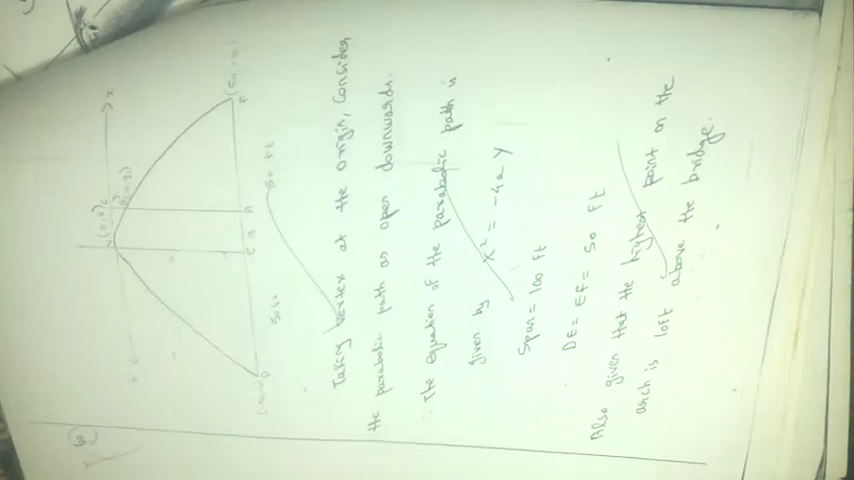 50 Ft
Taking vertex at the origin, Consider
the parabolic path as open downwards.
∴ The equation of the parabolic path is
given by x² = -4a y
Span = 100 Ft
DE = EF = 50 Ft
Also given that the highest point on the
arch is 10ft above the bridge.